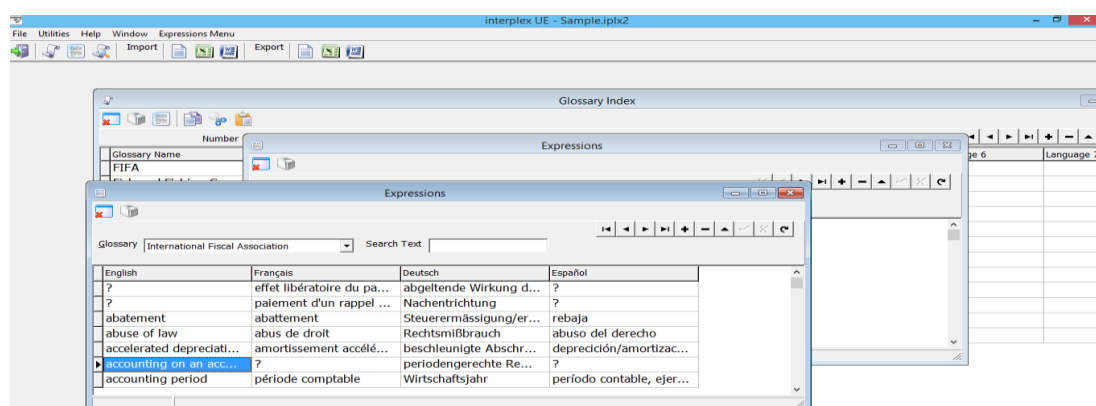 interplex UE - Sample.iplx2
File Utilities Help Window Expressions Menu
Import Export
Glossary Index
Number
Expressions
Glossary Name
ge 6 Language 7
FIFA
Expressions
Glossary International Fiscal Association Search Text
English Français Deutsch Español
? effet libératoire du pa... abgeltende Wirkung d... ?
? paiement d'un rappel ... Nachentrichtung ?
abatement abattement Steuerermässigung/er... rebaja
abuse of law abus de droit Rechtsmißbrauch abuso del derecho
accelerated depreciati... amortissement accélé... beschleunigte Abschr... deprecición/amortizac...
accounting on an acc... ? periodengerechte Re... ?
accounting period période comptable Wirtschaftsjahr período contable, ejer...